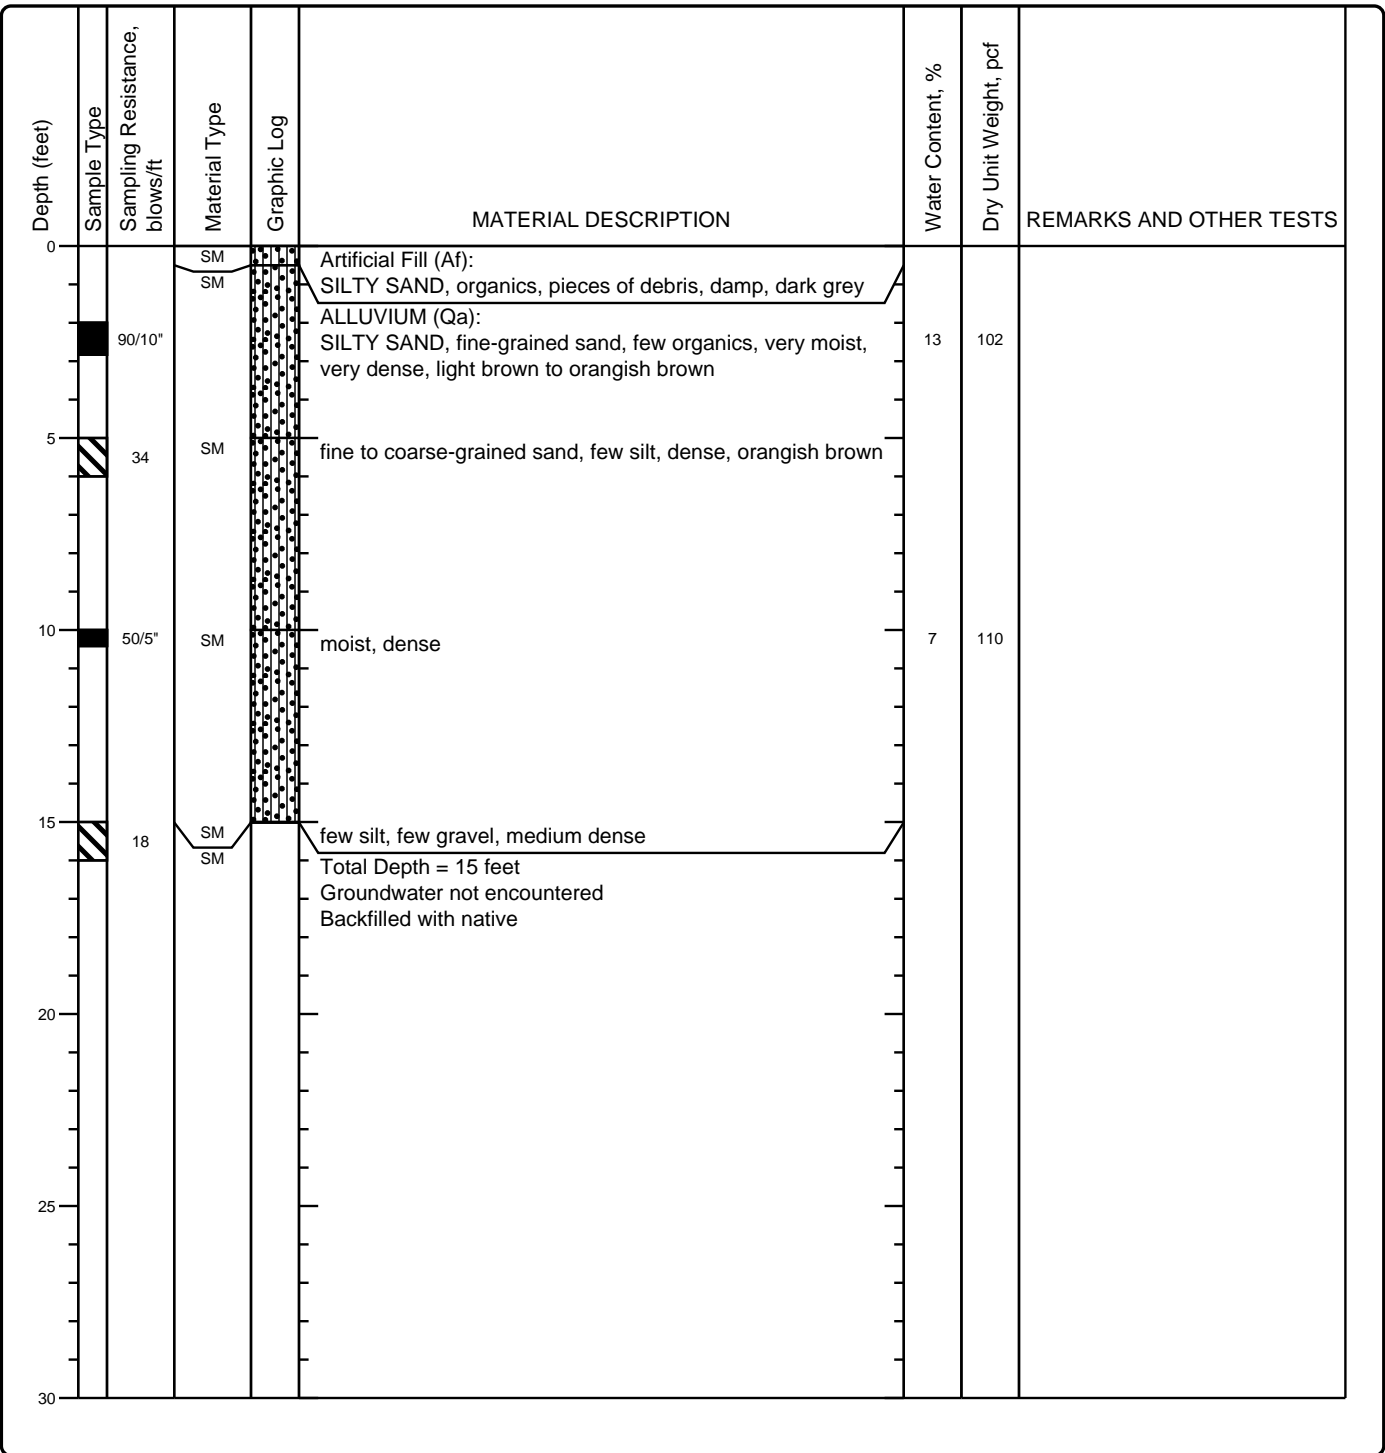 Depth (feet)
Sample Type
Sampling Resistance,
blows/ft
Material Type
Graphic Log
MATERIAL DESCRIPTION
Water Content, %
Dry Unit Weight, pcf
REMARKS AND OTHER TESTS
0
SM
Artificial Fill (Af):
SM
SILTY SAND, organics, pieces of debris, damp, dark grey
ALLUVIUM (Qa):
90/10"
SILTY SAND, fine-grained sand, few organics, very moist,
13
102
very dense, light brown to orangish brown
5
34
SM
fine to coarse-grained sand, few silt, dense, orangish brown
10
50/5"
SM
moist, dense
7
110
15
18
SM
few silt, few gravel, medium dense
SM
Total Depth = 15 feet
Groundwater not encountered
Backfilled with native
20
25
30